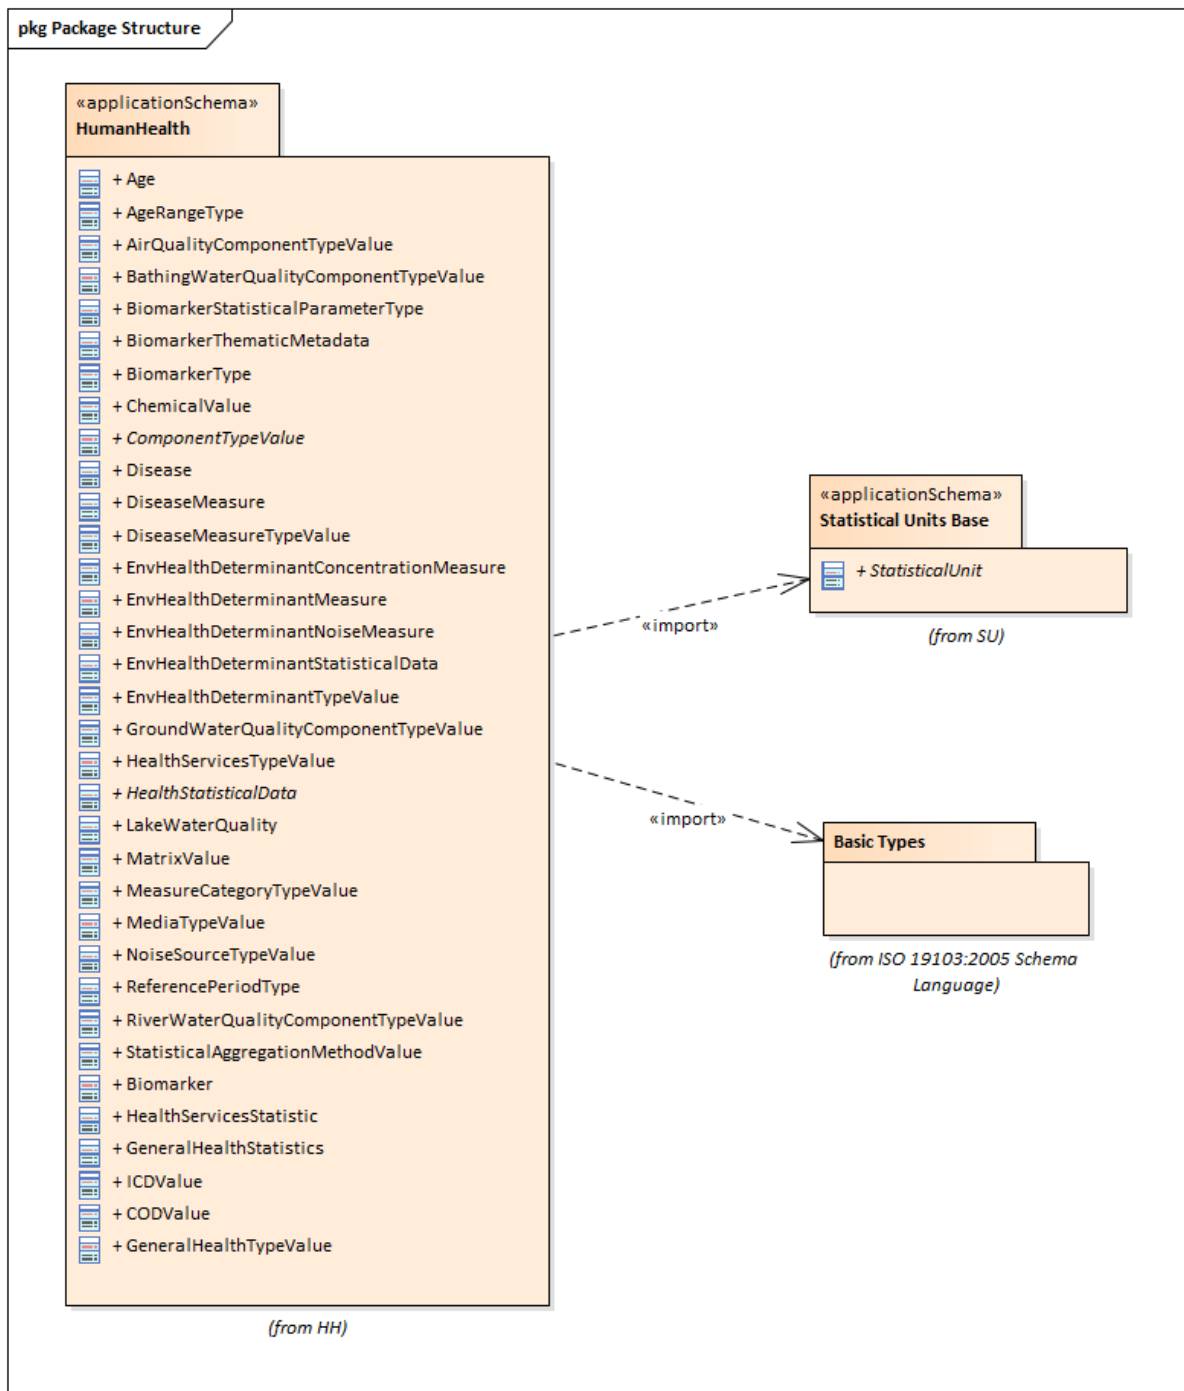 pkg Package Structure
«applicationSchema»
HumanHealth
+ Age
+ AgeRangeType
+ AirQualityComponentTypeValue
+ BathingWaterQualityComponentTypeValue
+ BiomarkerStatisticalParameterType
+ BiomarkerThematicMetadata
+ BiomarkerType
+ ChemicalValue
+ ComponentTypeValue
+ Disease
+ DiseaseMeasure
+ DiseaseMeasureTypeValue
+ EnvHealthDeterminantConcentrationMeasure
+ EnvHealthDeterminantMeasure
+ EnvHealthDeterminantNoiseMeasure
+ EnvHealthDeterminantStatisticalData
+ EnvHealthDeterminantTypeValue
+ GroundWaterQualityComponentTypeValue
+ HealthServicesTypeValue
+ HealthStatisticalData
+ LakeWaterQuality
+ MatrixValue
+ MeasureCategoryTypeValue
+ MediaTypeValue
+ NoiseSourceTypeValue
+ ReferencePeriodType
+ RiverWaterQualityComponentTypeValue
+ StatisticalAggregationMethodValue
+ Biomarker
+ HealthServicesStatistic
+ GeneralHealthStatistics
+ ICDValue
+ CODValue
+ GeneralHealthTypeValue
(from HH)
«import»
«import»
«applicationSchema»
Statistical Units Base
+ StatisticalUnit
(from SU)
Basic Types
(from ISO 19103:2005 Schema
Language)